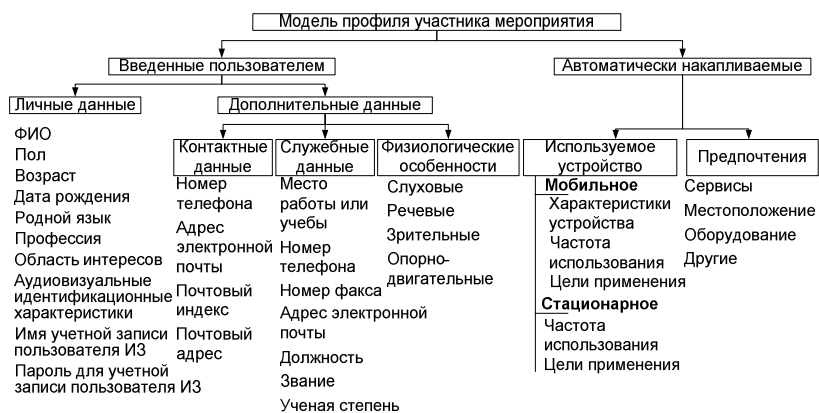 Модель профиля участника мероприятия
Введенные пользователем
Автоматически накапливаемые
Личные данные
Дополнительные данные
ФИО
Пол
Возраст
Дата рождения
Родной язык
Профессия
Область интересов
Аудиовизуальные
идентификационные
характеристики
Имя учетной записи
пользователя ИЗ
Пароль для учетной
записи пользователя ИЗ
Контактные
данные
Номер
телефона
Адрес
электронной
почты
Почтовый
индекс
Почтовый
адрес
Служебные
данные
Место
работы или
учебы
Номер
телефона
Номер факса
Адрес электронной
почты
Должность
Звание
Ученая степень
Физиологические
особенности
Слуховые
Речевые
Зрительные
Опорно-
двигательные
Используемое
устройство
Мобильное
Характеристики
устройства
Частота
использования
Цели применения
Стационарное
Частота
использования
Цели применения
Предпочтения
Сервисы
Местоположение
Оборудование
Другие